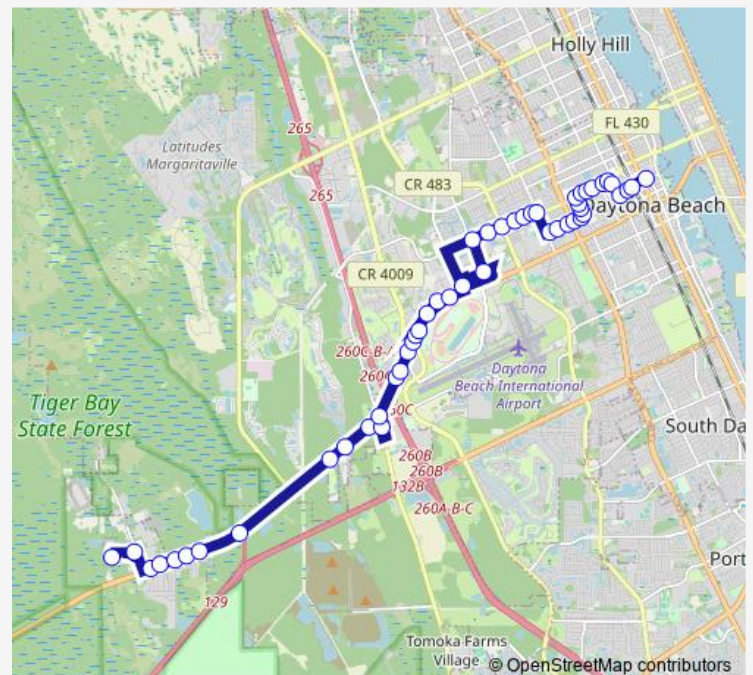 Holly Hill
265
FL 430
Latitudes
Margaritaville
CR 483
265
Daytona Beach
CR 4009
260C-B-A
Daytona
Beach International
Airport
Tiger Bay
State Forest
260B
260B
132B
South Da
260A-B-C
Port
129
Tomoka Farms
Village
© OpenStreetMap contributors